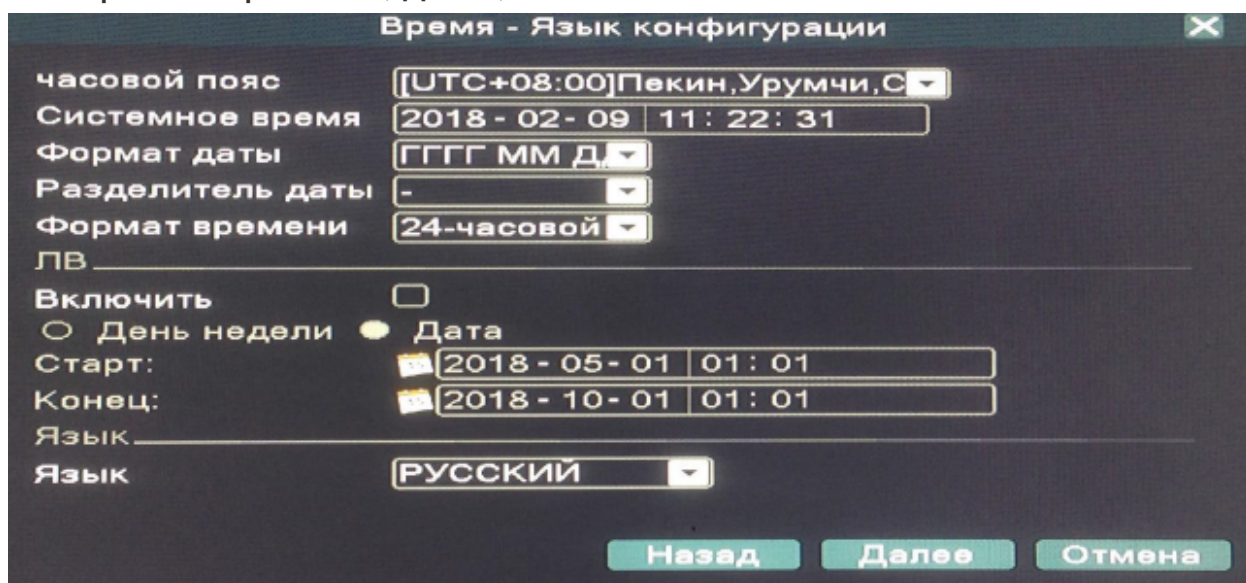 Время - Язык конфигурации
часовой пояс [UTC+08:00]Пекин,Урумчи,С
Системное время 2018 - 02 - 09 11: 22: 31
Формат даты ГГГГ ММ Д
Разделитель даты -
Формат времени 24-часовой
ЛВ
Включить
День недели Дата
Старт: 2018 - 05 - 01 01: 01
Конец: 2018 - 10 - 01 01: 01
Язык
Язык РУССКИЙ
Назад Далее Отмена